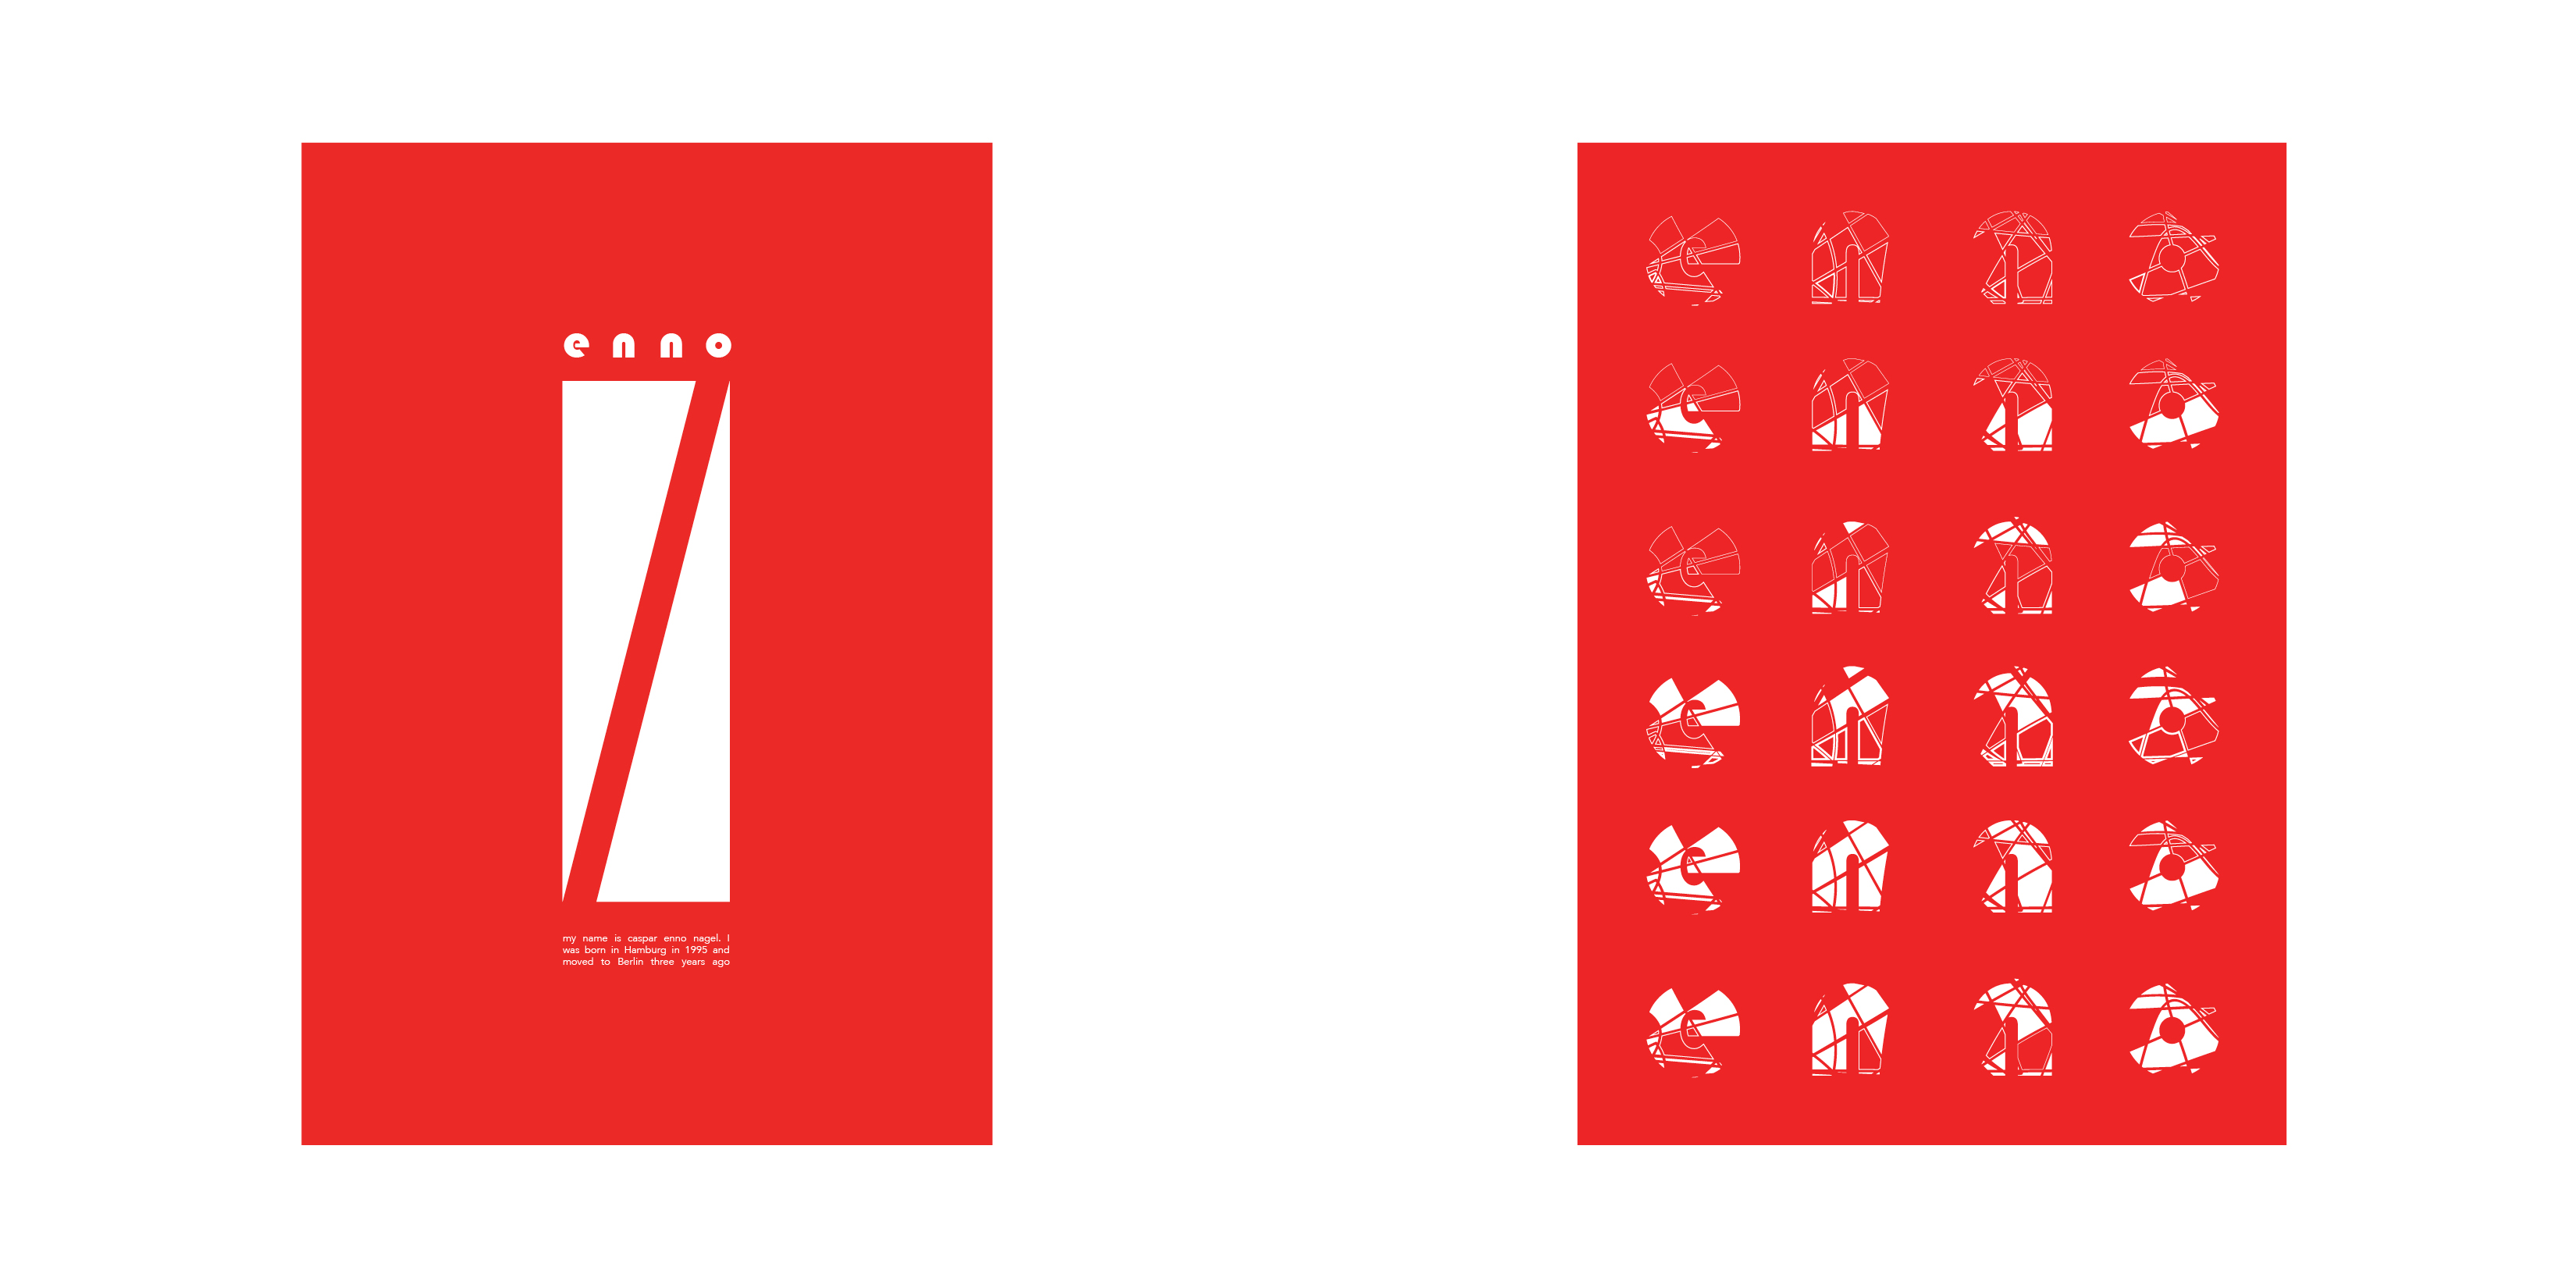 enno
my name is caspar enno nagel. I
was born in Hamburg in 1995 and
moved to Berlin three years ago
e n n o
e n n o
e n n o
e n n o
e n n o
e n n o